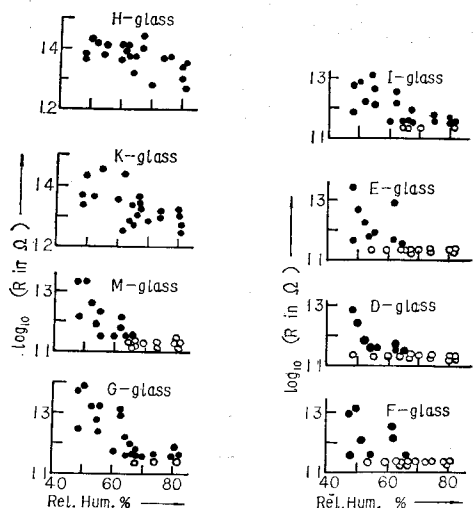 H-glass
14
12
K-glass
14
12
M-glass
13
11
G-glass
13
11
40
60
80
Rel. Hum. %
log10 (R in Ω)
I-glass
13
11
E-glass
13
11
D-glass
13
11
F-glass
13
11
40
60
80
Rel. Hum. %
log10 (R in Ω)